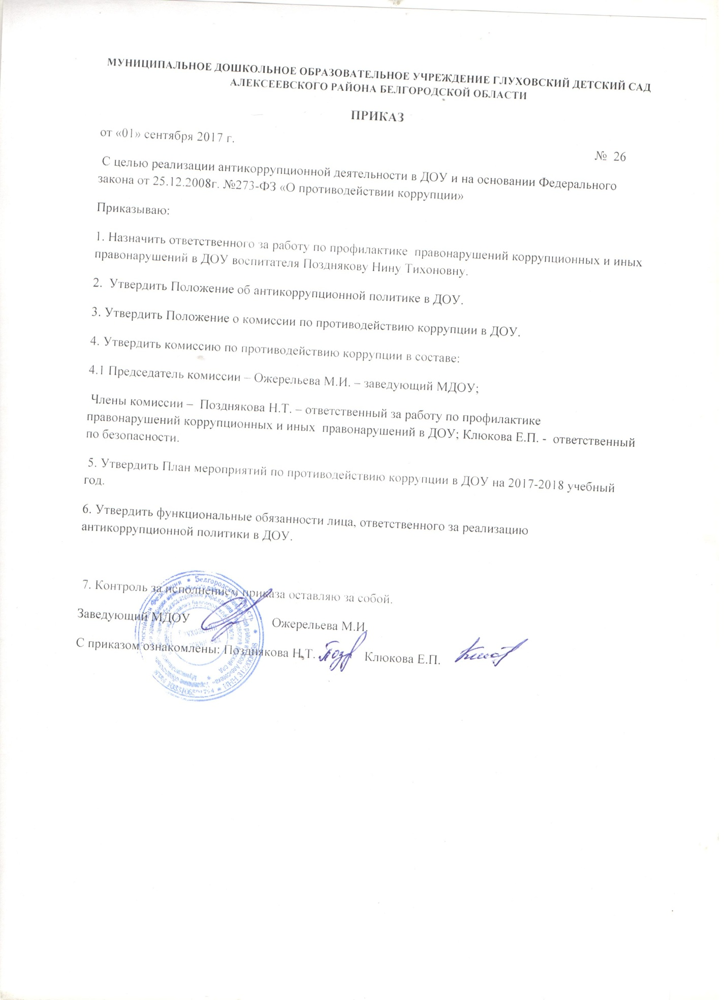 МУНИЦИПАЛЬНОЕ ДОШКОЛЬНОЕ ОБРАЗОВАТЕЛЬНОЕ УЧРЕЖДЕНИЕ ГЛУХОВСКИЙ ДЕТСКИЙ САД
АЛЕКСЕЕВСКОГО РАЙОНА БЕЛГОРОДСКОЙ ОБЛАСТИ
ПРИКАЗ
от «01» сентября 2017 г.
№ 26
С целью реализации антикоррупционной деятельности в ДОУ и на основании Федерального
закона от 25.12.2008г. №273-ФЗ «О противодействии коррупции»
Приказываю:
1. Назначить ответственного за работу по профилактике правонарушений коррупционных и иных
правонарушений в ДОУ воспитателя Позднякову Нину Тихоновну.
2. Утвердить Положение об антикоррупционной политике в ДОУ.
3. Утвердить Положение о комиссии по противодействию коррупции в ДОУ.
4. Утвердить комиссию по противодействию коррупции в составе:
4.1 Председатель комиссии – Ожерельева М.И. – заведующий МДОУ;
Члены комиссии – Позднякова Н.Т. – ответственный за работу по профилактике
правонарушений коррупционных и иных правонарушений в ДОУ; Клюкова Е.П. - ответственный
по безопасности.
5. Утвердить План мероприятий по противодействию коррупции в ДОУ на 2017-2018 учебный
год.
6. Утвердить функциональные обязанности лица, ответственного за реализацию
антикоррупционной политики в ДОУ.
7. Контроль за исполнением приказа оставляю за собой.
Заведующий МДОУ Ожерельева М.И.
С приказом ознакомлены: Позднякова Н.Т. Позд Клюкова Е.П.